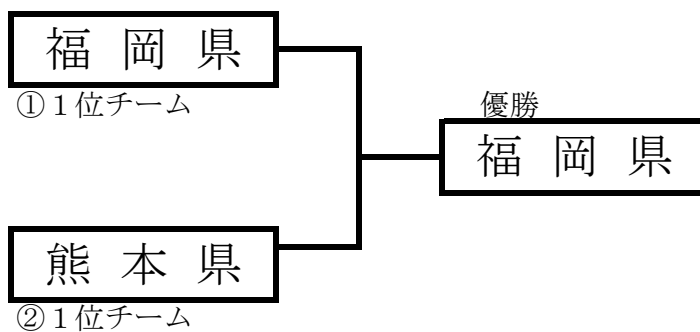 福 岡 県
①１位チーム
優勝
福 岡 県
熊 本 県
②１位チーム